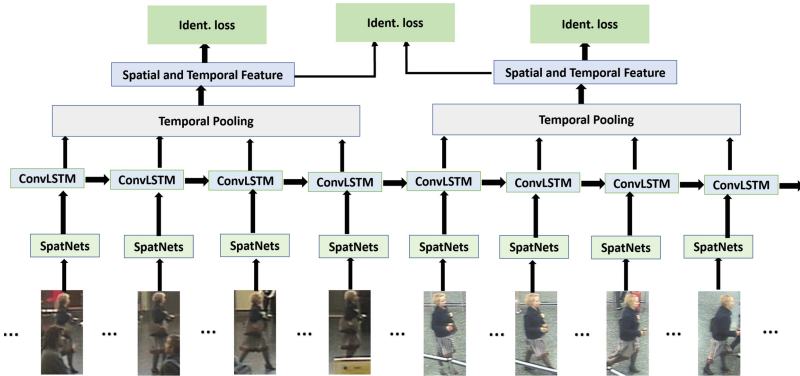 Ident. loss
Ident. loss
Ident. loss
Spatial and Temporal Feature
Spatial and Temporal Feature
Temporal Pooling
Temporal Pooling
ConvLSTM
ConvLSTM
ConvLSTM
ConvLSTM
ConvLSTM
ConvLSTM
ConvLSTM
ConvLSTM
SpatNets
SpatNets
SpatNets
SpatNets
SpatNets
SpatNets
SpatNets
SpatNets
... ... ... ... ... ... ... ... ...